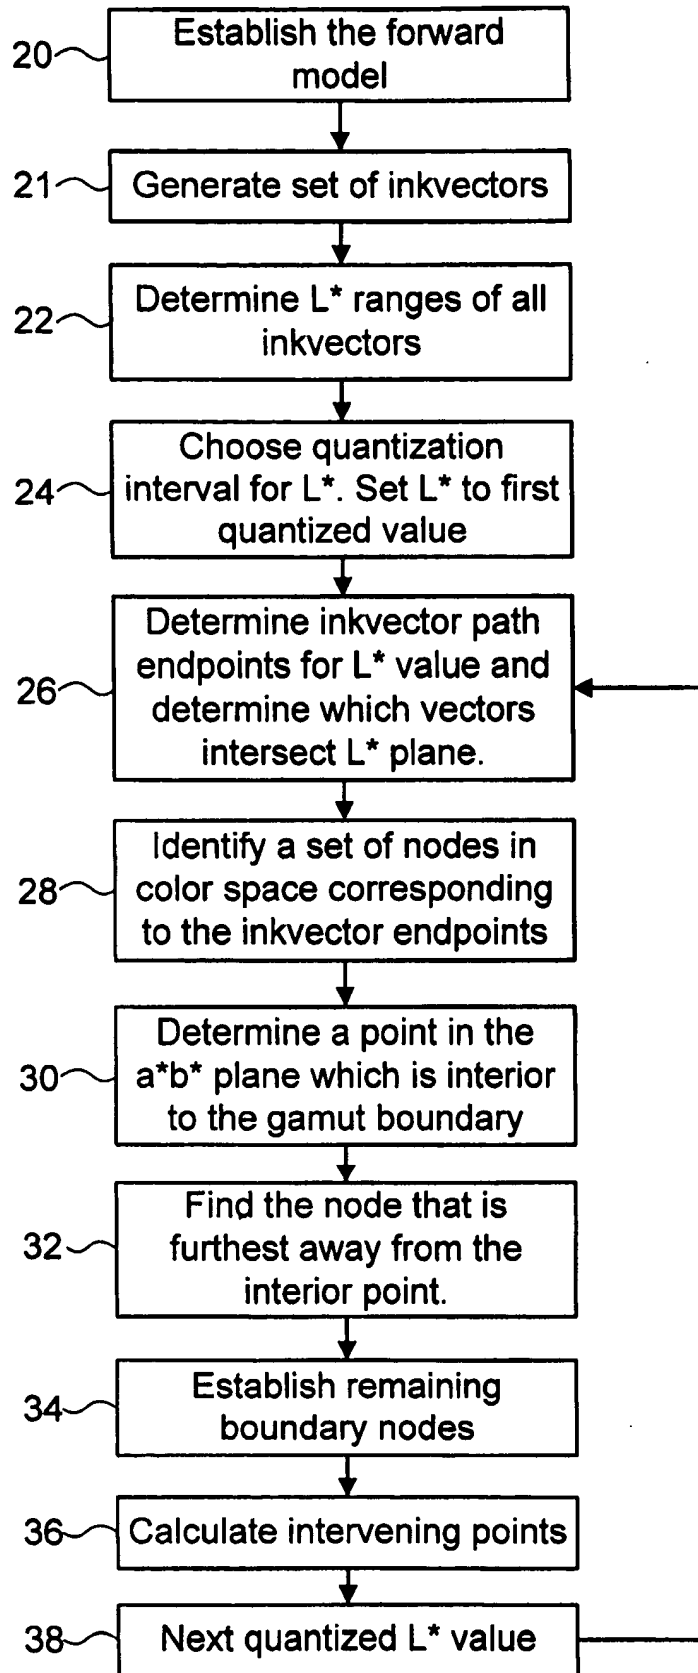 20
Establish the forward
model
21
Generate set of inkvectors
22
Determine L* ranges of all
inkvectors
24
Choose quantization
interval for L*. Set L* to first
quantized value
26
Determine inkvector path
endpoints for L* value and
determine which vectors
intersect L* plane.
28
Identify a set of nodes in
color space corresponding
to the inkvector endpoints
30
Determine a point in the
a*b* plane which is interior
to the gamut boundary
32
Find the node that is
furthest away from the
interior point.
34
Establish remaining
boundary nodes
36
Calculate intervening points
38
Next quantized L* value